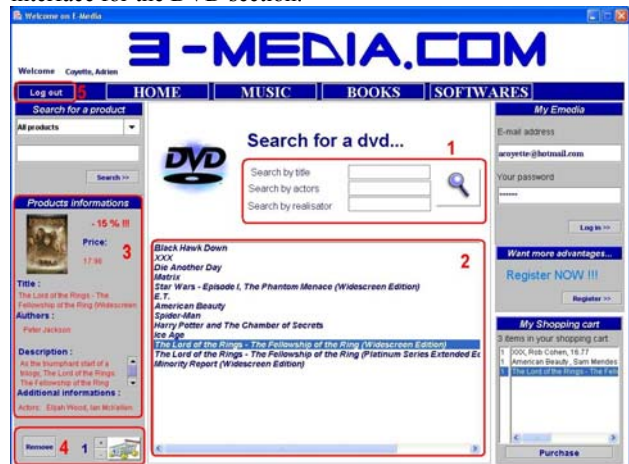 interface for the DVD section.
Welcome on E-Media
E-MEDIA.COM
Welcome Coyette, Adrien
Log out 5 HOME MUSIC BOOKS SOFTWARES
Search for a product
All products
Search >>
Products informations
- 15 % !!!
Price:
17.98
3
Title :
The Lord of the Rings - The
Fellowship of the Ring (Widescreen
Authors :
Peter Jackson
Description :
As the triumphant start of a
trilogy, The Lord of the Rings:
The Fellowship of the Ring
Additional informations :
Actors: Elijah Wood, Ian McKellen
Remove 4 1
DVD
Search for a dvd...
1
Search by title
Search by actors
Search by realisator
2
Black Hawk Down
XXX
Die Another Day
Matrix
Star Wars - Episode I, The Phantom Menace (Widescreen Edition)
E.T.
American Beauty
Spider-Man
Harry Potter and The Chamber of Secrets
Ice Age
The Lord of the Rings - The Fellowship of the Ring (Widescreen Edition)
The Lord of the Rings - The Fellowship of the Ring (Platinum Series Extended Ed
Minority Report (Widescreen Edition)
My Emedia
E-mail address
acoyette@hotmail.com
Your password
******
Log in >>
Want more advantages...
Register NOW !!!
Register >>
My Shopping cart
3 items in your shopping cart
1 XXX, Rob Cohen, 16.77
1 American Beauty , Sam Mendes
1 The Lord of the Rings - The Fell
Purchase